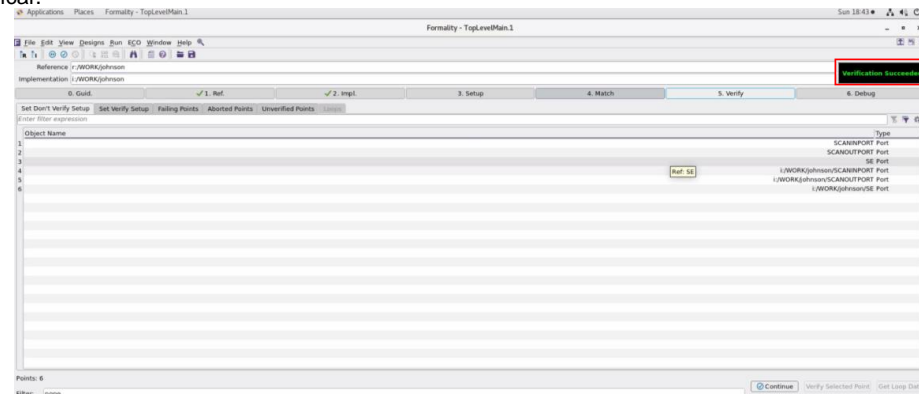 ical.
Applications Places Formality - TopLevelMain.1 Sun 18:43
Formality - TopLevelMain.1
File Edit View Designs Run ECO Window Help
Reference r:/WORK/johnson
Implementation i:/WORK/johnson
Verification Succeeded
0. Guid. 1. Ref. 2. Impl. 3. Setup 4. Match 5. Verify 6. Debug
Set Don't Verify Setup Set Verify Setup Failing Points Aborted Points Unverified Points Loops
Enter filter expression
Object Name Type
1 SCANINPORT Port
2 SCANOUTPORT Port
3 SE Port
4 Ref: SE i:/WORK/johnson/SCANINPORT Port
5 i:/WORK/johnson/SCANOUTPORT Port
6 i:/WORK/johnson/SE Port
Points: 6
Continue Verify Selected Point Get Loop Dat
Filter: none